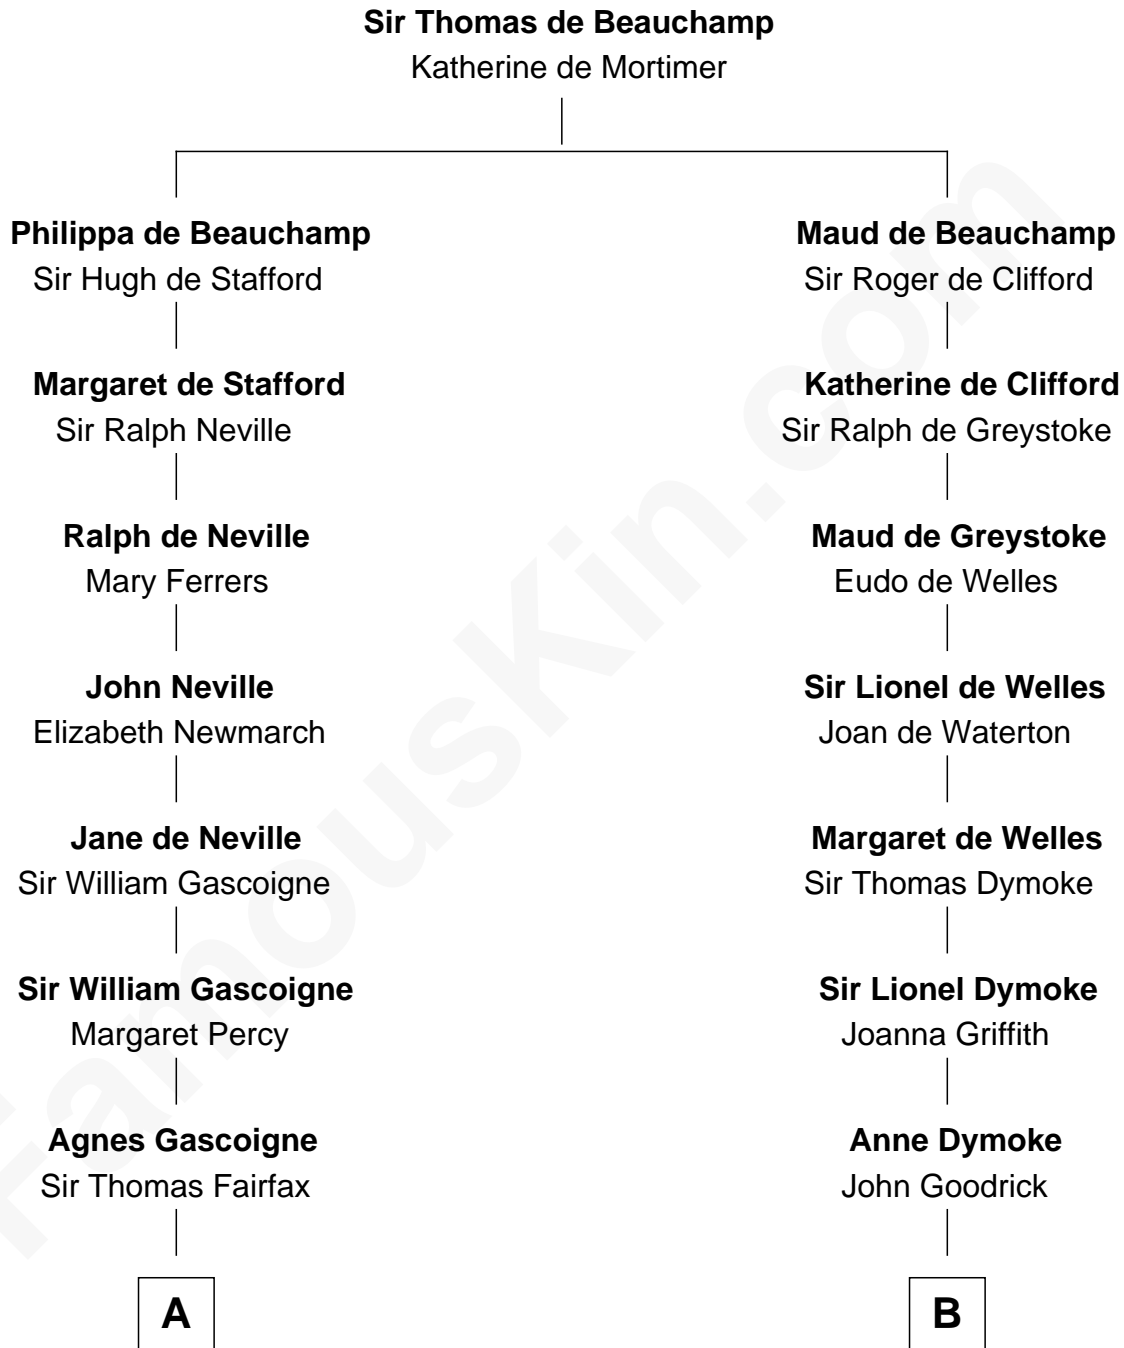 Sir Thomas de Beauchamp
Katherine de Mortimer
Philippa de Beauchamp
Sir Hugh de Stafford
Maud de Beauchamp
Sir Roger de Clifford
Margaret de Stafford
Sir Ralph Neville
Katherine de Clifford
Sir Ralph de Greystoke
Ralph de Neville
Mary Ferrers
Maud de Greystoke
Eudo de Welles
John Neville
Elizabeth Newmarch
Sir Lionel de Welles
Joan de Waterton
Jane de Neville
Sir William Gascoigne
Margaret de Welles
Sir Thomas Dymoke
Sir William Gascoigne
Margaret Percy
Sir Lionel Dymoke
Joanna Griffith
Agnes Gascoigne
Sir Thomas Fairfax
Anne Dymoke
John Goodrick
A
B
FamousKin.com